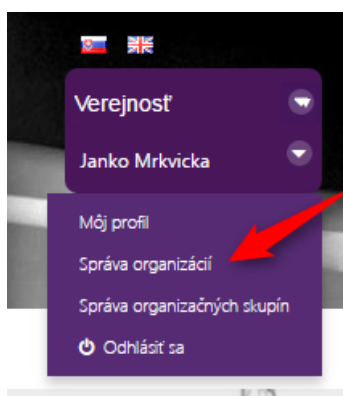 Verejnosť
Janko Mrkvicka
Môj profil
Správa organizácií
Správa organizačných skupín
Odhlásiť sa